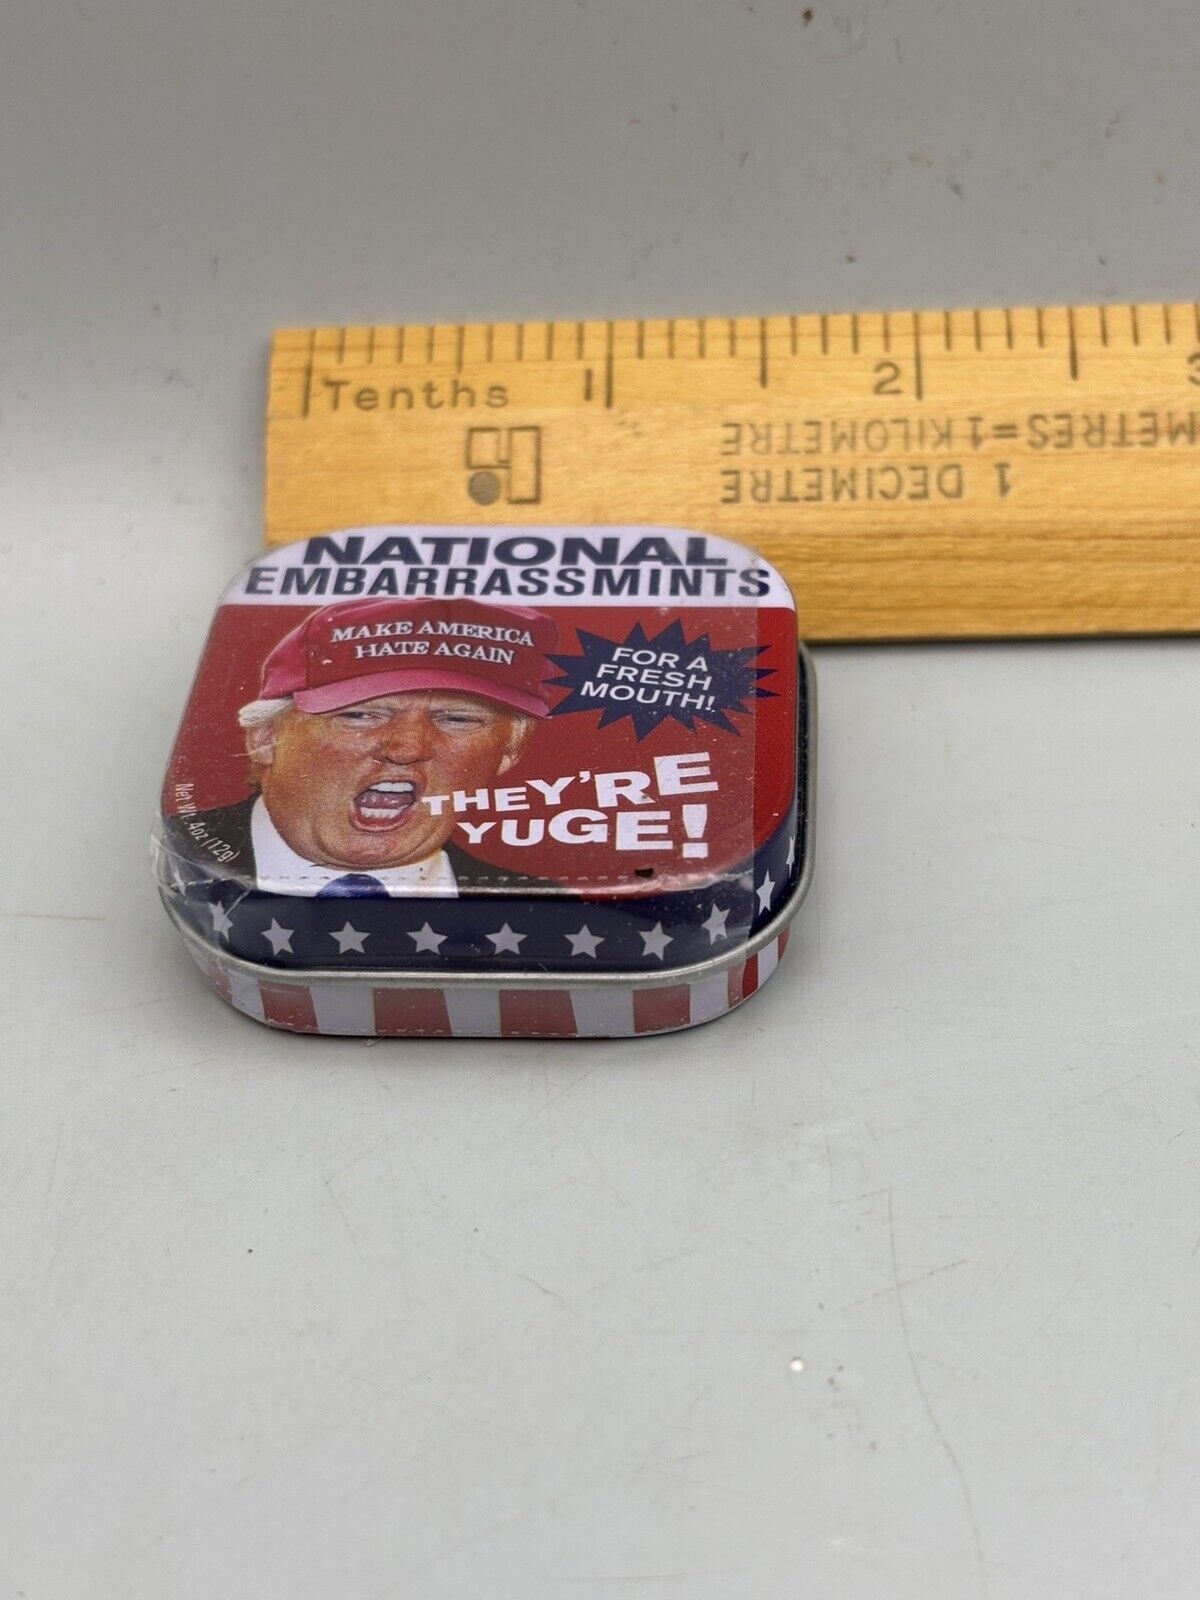 Tenths 1 2 3
METRES=1 KILOMETRE
1 DECIMETRE
NATIONAL
EMBARRASSMINTS
MAKE AMERICA
HATE AGAIN
FOR A
FRESH
MOUTH!
THEY'RE
YUGE!
Net Wt .4oz (12g)